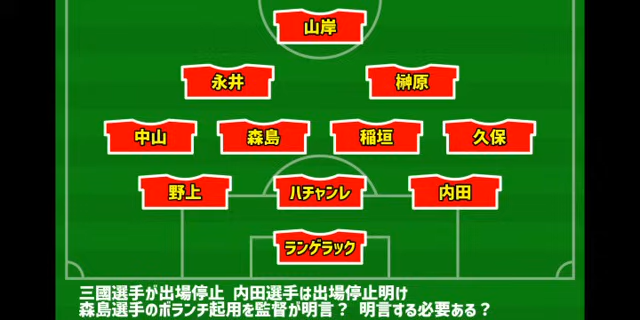 山岸
永井 榊原
中山 森島 稲垣 久保
野上 ハチャンレ 内田
ランゲラック
三國選手が出場停止 内田選手は出場停止明け
森島選手のボランチ起用を監督が明言？ 明言する必要ある？